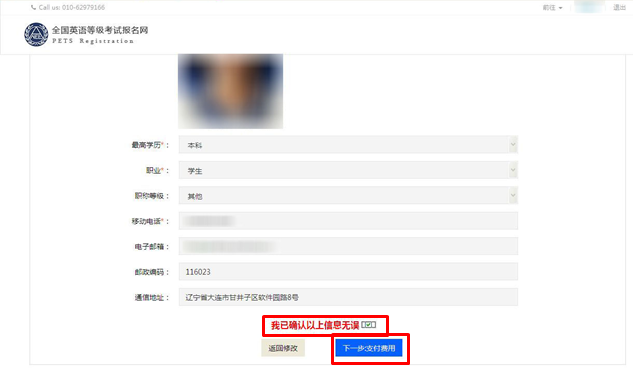 Call us: 010-62979166
前往
退出
全国英语等级考试报名网
PETS Registration
最高学历*： 本科
职业*： 学生
职称等级： 其他
移动电话*：
电子邮箱：
邮政编码： 116023
通信地址： 辽宁省大连市甘井子区软件园路8号
我已确认以上信息无误
返回修改
下一步:支付费用